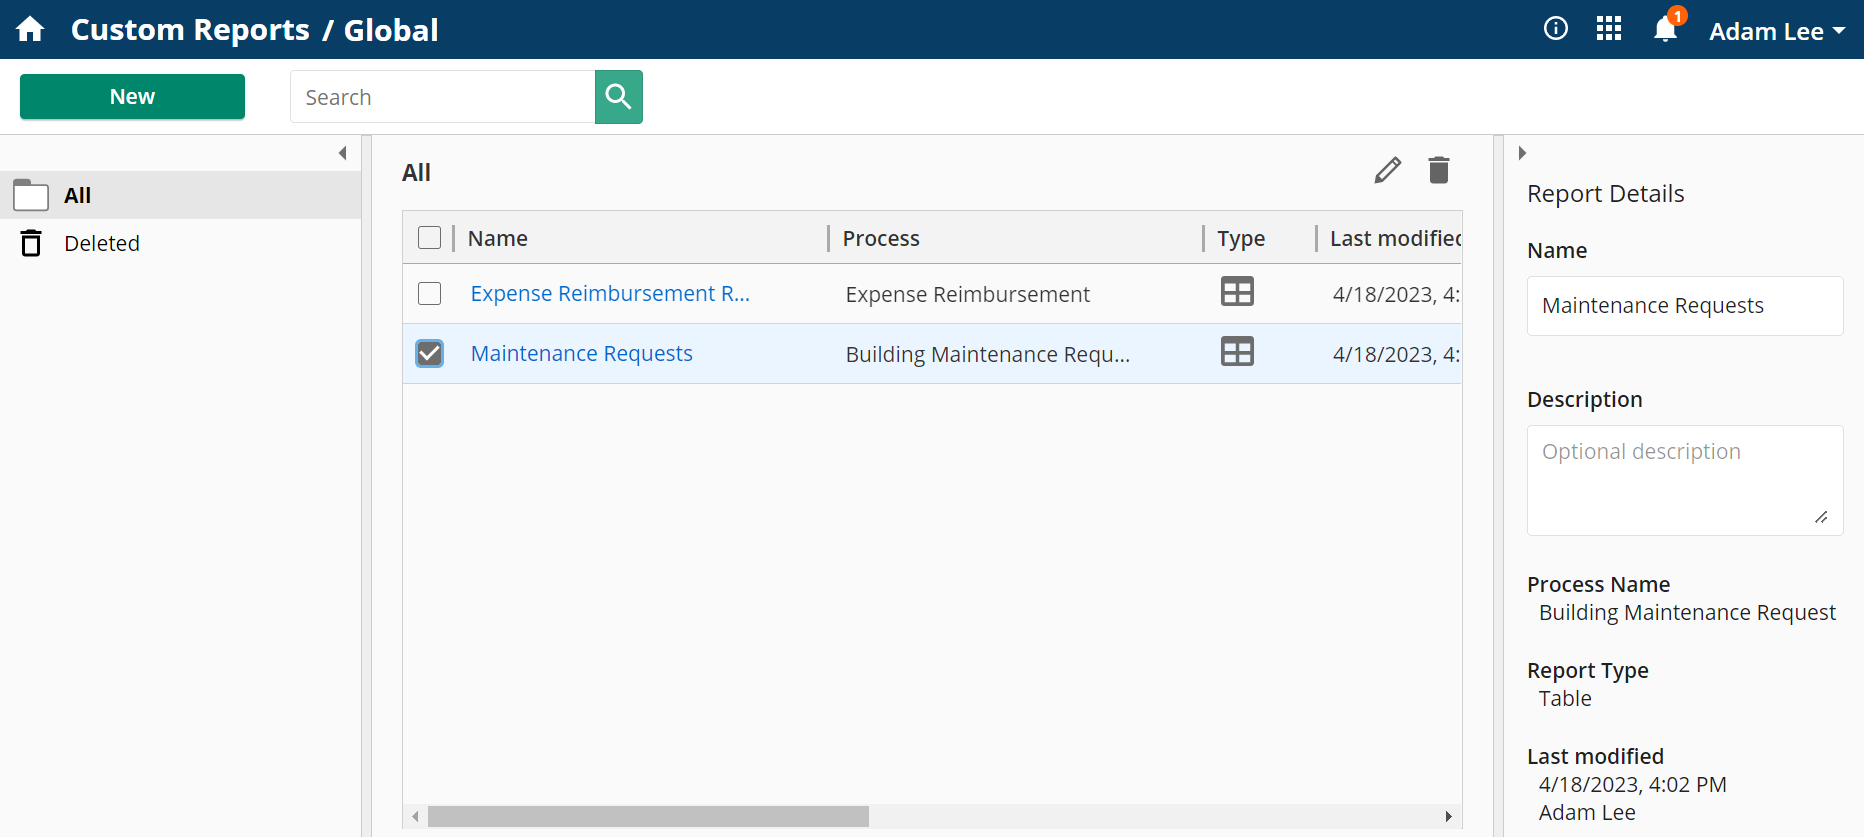 Custom Reports / Global
1
Adam Lee
New
Search
All
Deleted
All
Name
Process
Type
Last modified
Expense Reimbursement R...
Expense Reimbursement
4/18/2023, 4:
Maintenance Requests
Building Maintenance Requ...
4/18/2023, 4:
Report Details
Name
Maintenance Requests
Description
Optional description
Process Name
Building Maintenance Request
Report Type
Table
Last modified
4/18/2023, 4:02 PM
Adam Lee